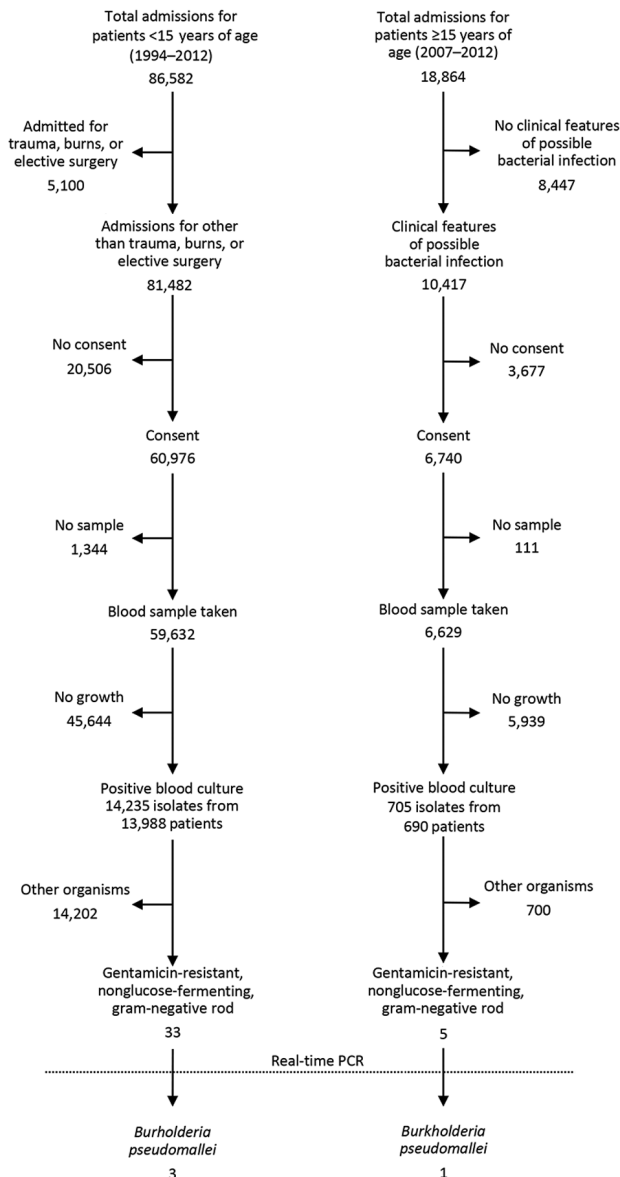 Total admissions for
patients <15 years of age
(1994–2012)
86,582
Admitted for
trauma, burns, or
elective surgery
5,100
Admissions for other
than trauma, burns, or
elective surgery
81,482
No consent
20,506
Consent
60,976
No sample
1,344
Blood sample taken
59,632
No growth
45,644
Positive blood culture
14,235 isolates from
13,988 patients
Other organisms
14,202
Gentamicin-resistant,
nonglucose-fermenting,
gram-negative rod
33
Total admissions for
patients ≥15 years of
age (2007–2012)
18,864
No clinical features
of possible
bacterial infection
8,447
Clinical features
of possible
bacterial infection
10,417
No consent
3,677
Consent
6,740
No sample
111
Blood sample taken
6,629
No growth
5,939
Positive blood culture
705 isolates from
690 patients
Other organisms
700
Gentamicin-resistant,
nonglucose-fermenting,
gram-negative rod
5
Real-time PCR
Burholderia
pseudomallei
3
Burkholderia
pseudomallei
1